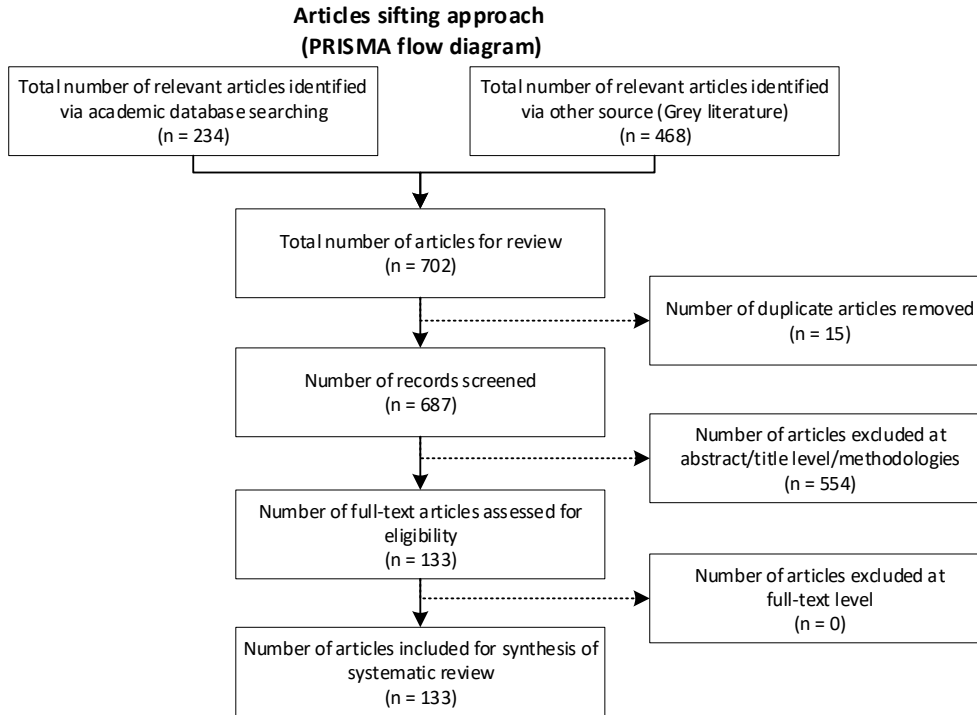 Articles sifting approach
(PRISMA flow diagram)
Total number of relevant articles identified
via academic database searching
(n = 234)
Total number of relevant articles identified
via other source (Grey literature)
(n = 468)
Total number of articles for review
(n = 702)
Number of duplicate articles removed
(n = 15)
Number of records screened
(n = 687)
Number of articles excluded at
abstract/title level/methodologies
(n = 554)
Number of full-text articles assessed for
eligibility
(n = 133)
Number of articles excluded at
full-text level
(n = 0)
Number of articles included for synthesis of
systematic review
(n = 133)